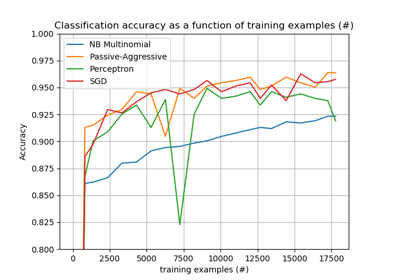 Classification accuracy as a function of training examples (#)
1.000
0.975
0.950
0.925
0.900
0.875
0.850
0.825
0.800
Accuracy
NB Multinomial
Passive-Aggressive
Perceptron
SGD
0 2500 5000 7500 10000 12500 15000 17500
training examples (#)